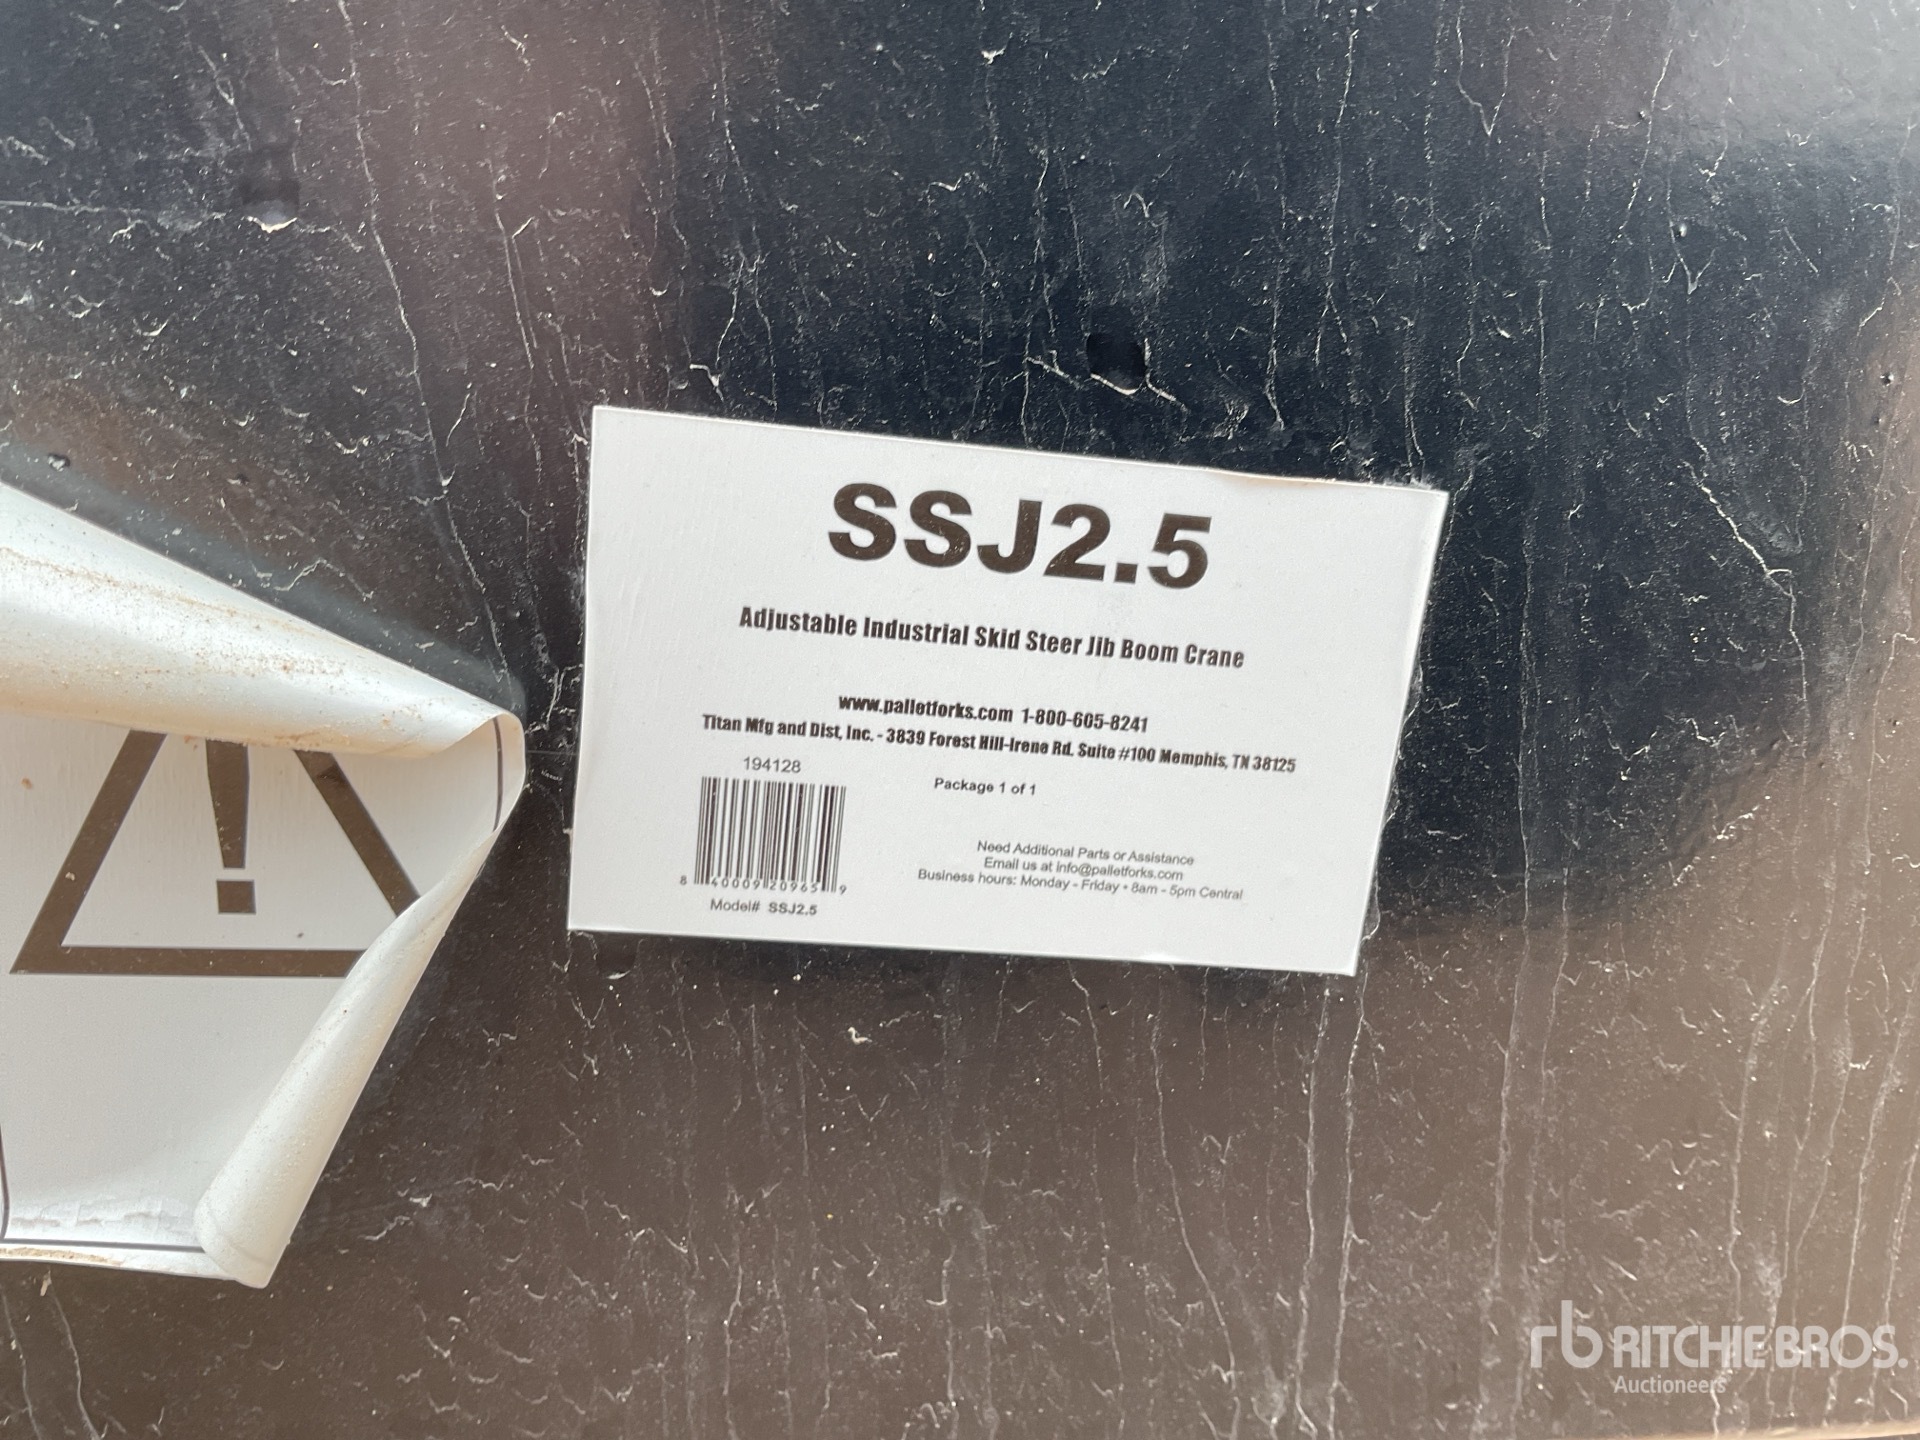 SSJ2.5
Adjustable Industrial Skid Steer Jib Boom Crane
www.palletforks.com 1-800-605-8241
Titan Mfg and Dist, Inc. - 3839 Forest Hill-Irene Rd. Suite #100 Memphis, TN 38125
194128
Package 1 of 1
Need Additional Parts or Assistance
Email us at info@palletforks.com
Business hours: Monday - Friday • 8am - 5pm Central
8 40009 20965 9
Model# SSJ2.5
!
rb RITCHIE BROS.
Auctioneers